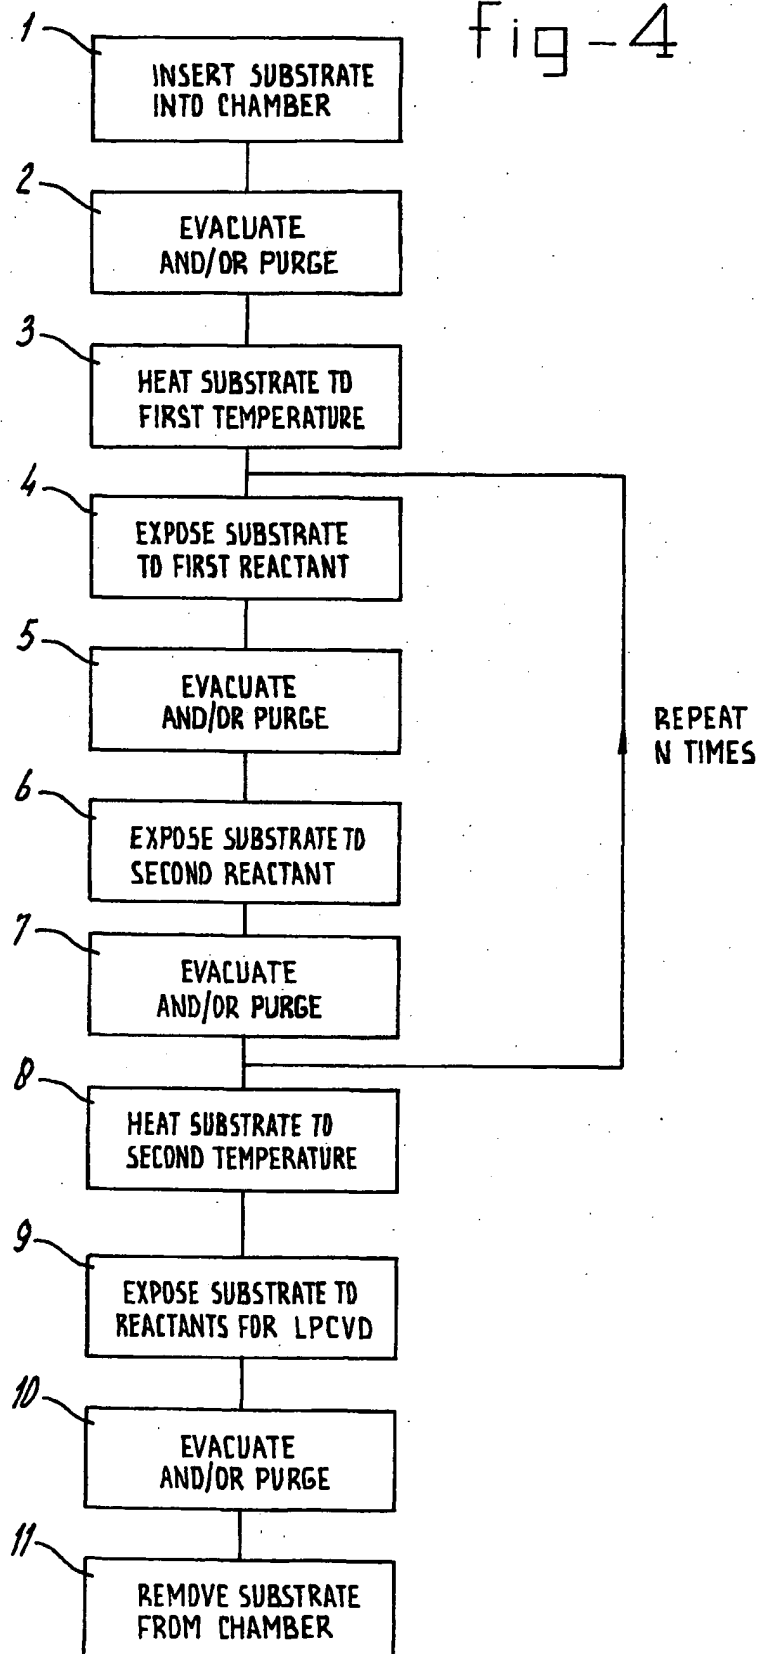 fig-4
1
INSERT SUBSTRATE
INTO CHAMBER
2
EVACUATE
AND/OR PURGE
3
HEAT SUBSTRATE TO
FIRST TEMPERATURE
4
EXPOSE SUBSTRATE
TO FIRST REACTANT
5
EVACUATE
AND/OR PURGE
REPEAT
N TIMES
6
EXPOSE SUBSTRATE TO
SECOND REACTANT
7
EVACUATE
AND/OR PURGE
8
HEAT SUBSTRATE TO
SECOND TEMPERATURE
9
EXPOSE SUBSTRATE TO
REACTANTS FOR LPCVD
10
EVACUATE
AND/OR PURGE
11
REMOVE SUBSTRATE
FROM CHAMBER